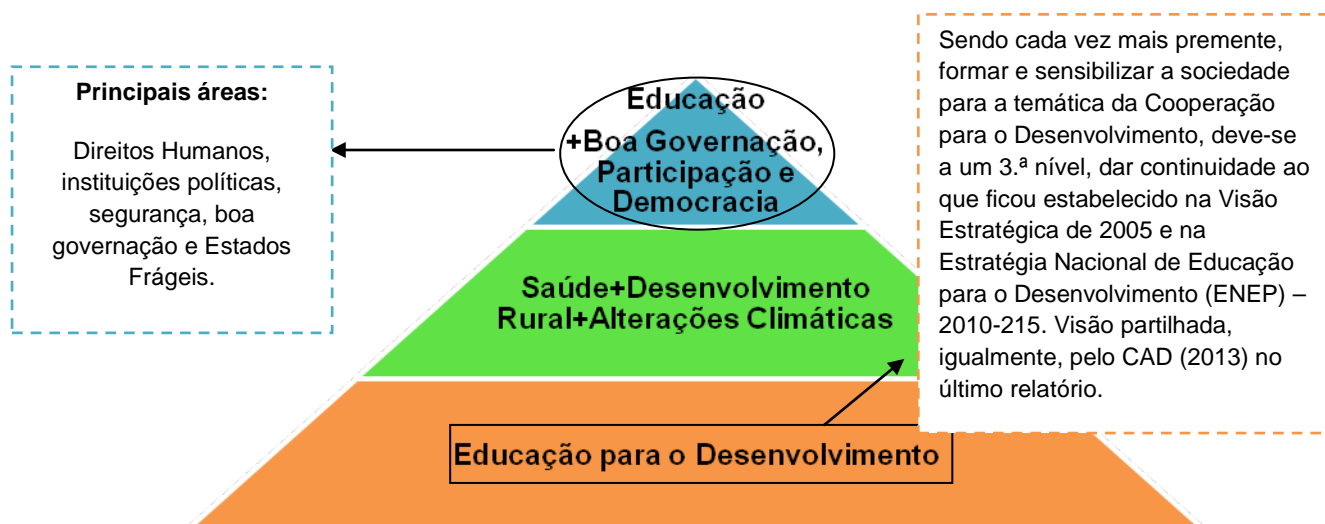 Principais áreas:
Direitos Humanos,
instituições políticas,
segurança, boa
governação e Estados
Frágeis.
Educação
+Boa Governação,
Participação e
Democracia
Saúde+Desenvolvimento
Rural+Alterações Climáticas
Educação para o Desenvolvimento
Sendo cada vez mais premente,
formar e sensibilizar a sociedade
para a temática da Cooperação
para o Desenvolvimento, deve-se
a um 3.ª nível, dar continuidade ao
que ficou estabelecido na Visão
Estratégica de 2005 e na
Estratégia Nacional de Educação
para o Desenvolvimento (ENEP) –
2010-215. Visão partilhada,
igualmente, pelo CAD (2013) no
último relatório.